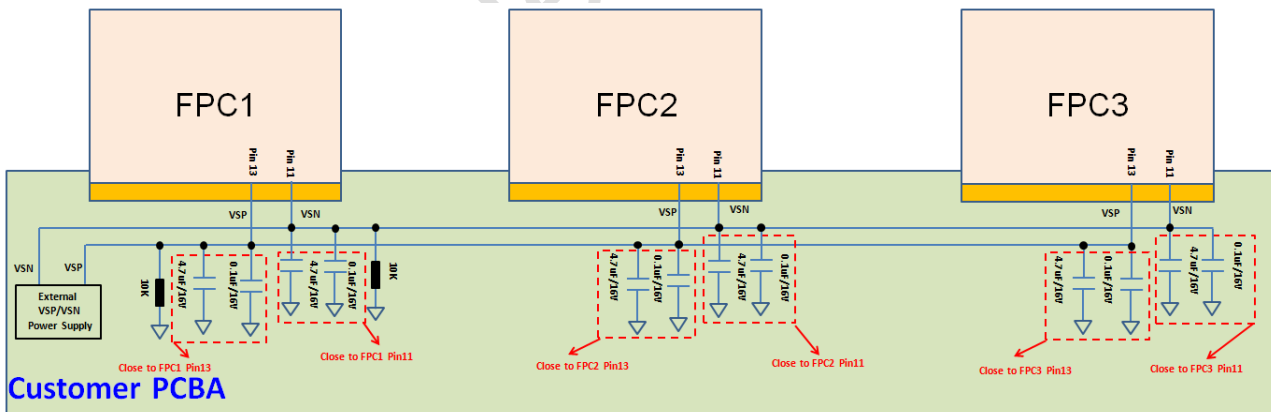 FPC1
FPC2
FPC3
Pin 13
Pin 11
Pin 13
Pin 11
Pin 13
Pin 11
VSP
VSN
VSP
VSN
VSP
VSN
VSN
VSP
External
VSP/VSN
Power Supply
10K
4.7uF/16V
0.1uF/16V
4.7uF/16V
0.1uF/16V
10K
4.7uF/16V
0.1uF/16V
4.7uF/16V
0.1uF/16V
4.7uF/16V
0.1uF/16V
4.7uF/16V
0.1uF/16V
Close to FPC1 Pin13
Close to FPC1 Pin11
Close to FPC2 Pin13
Close to FPC2 Pin11
Close to FPC3 Pin13
Close to FPC3 Pin11
Customer PCBA